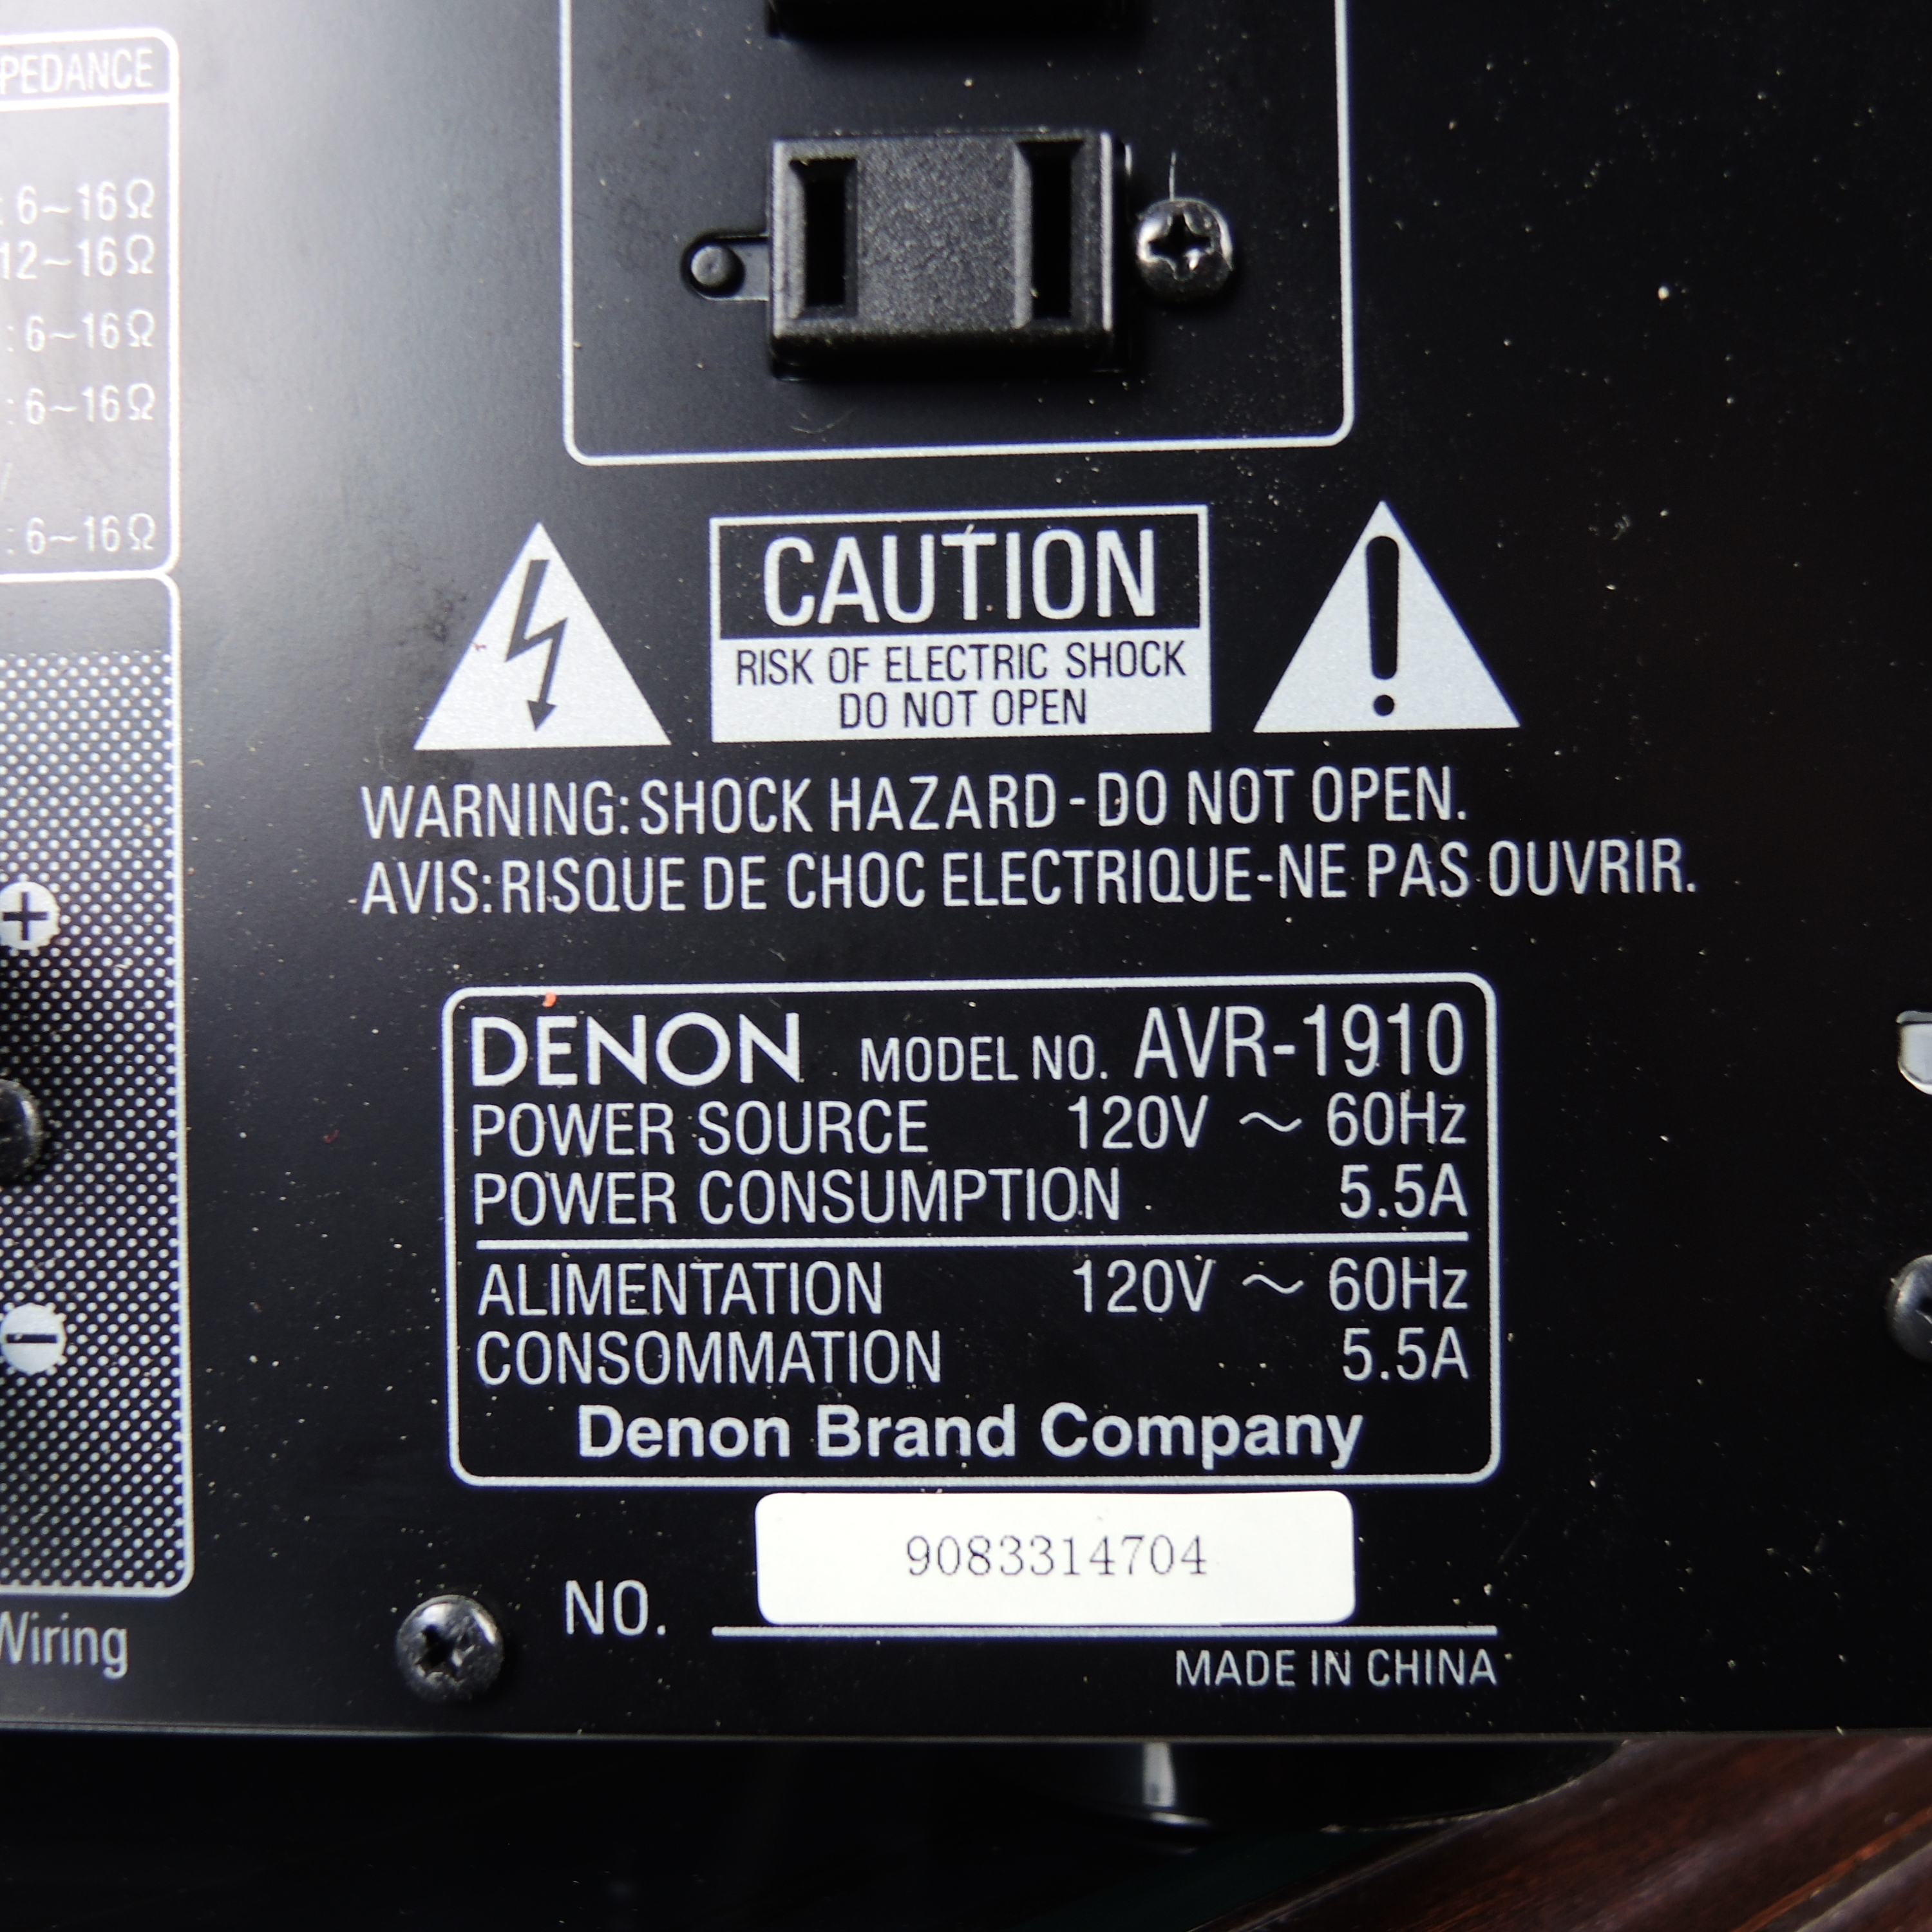 PEDANCE
: 6~16Ω
12~16Ω
: 6~16Ω
: 6~16Ω
: 6~16Ω
CAUTION
RISK OF ELECTRIC SHOCK
DO NOT OPEN
WARNING: SHOCK HAZARD - DO NOT OPEN.
AVIS: RISQUE DE CHOC ELECTRIQUE-NE PAS OUVRIR.
+
−
DENON MODEL NO. AVR-1910
POWER SOURCE 120V ~ 60Hz
POWER CONSUMPTION 5.5A
ALIMENTATION 120V ~ 60Hz
CONSOMMATION 5.5A
Denon Brand Company
NO. 9083314704
MADE IN CHINA
Wiring